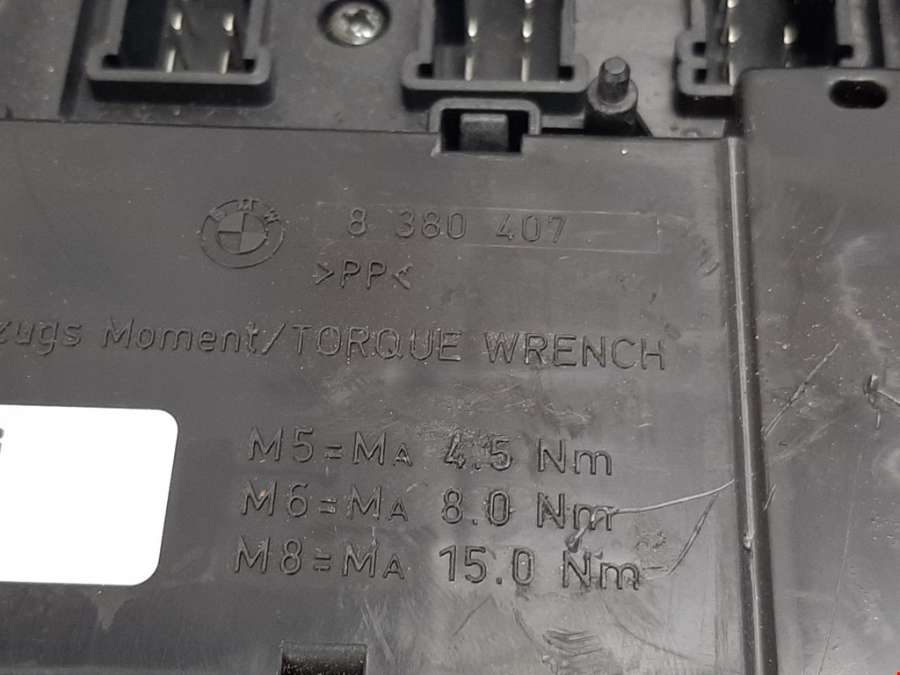 BMW
8 380 407
>PP<
zugs Moment/TORQUE WRENCH
M5=MA 4.5 Nm
M6=MA 8.0 Nm
M8=MA 15.0 Nm